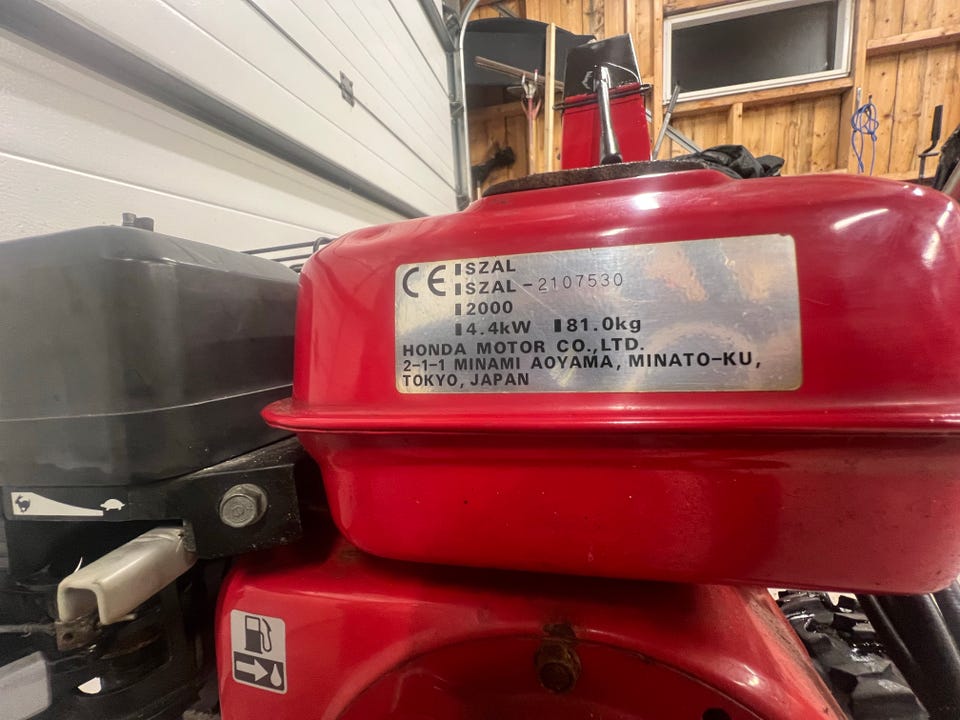 CE ❚SZAL
❚SZAL-2107530
❚2000
❚4.4kW ❚81.0kg
HONDA MOTOR CO.,LTD.
2-1-1 MINAMI AOYAMA, MINATO-KU,
TOKYO, JAPAN